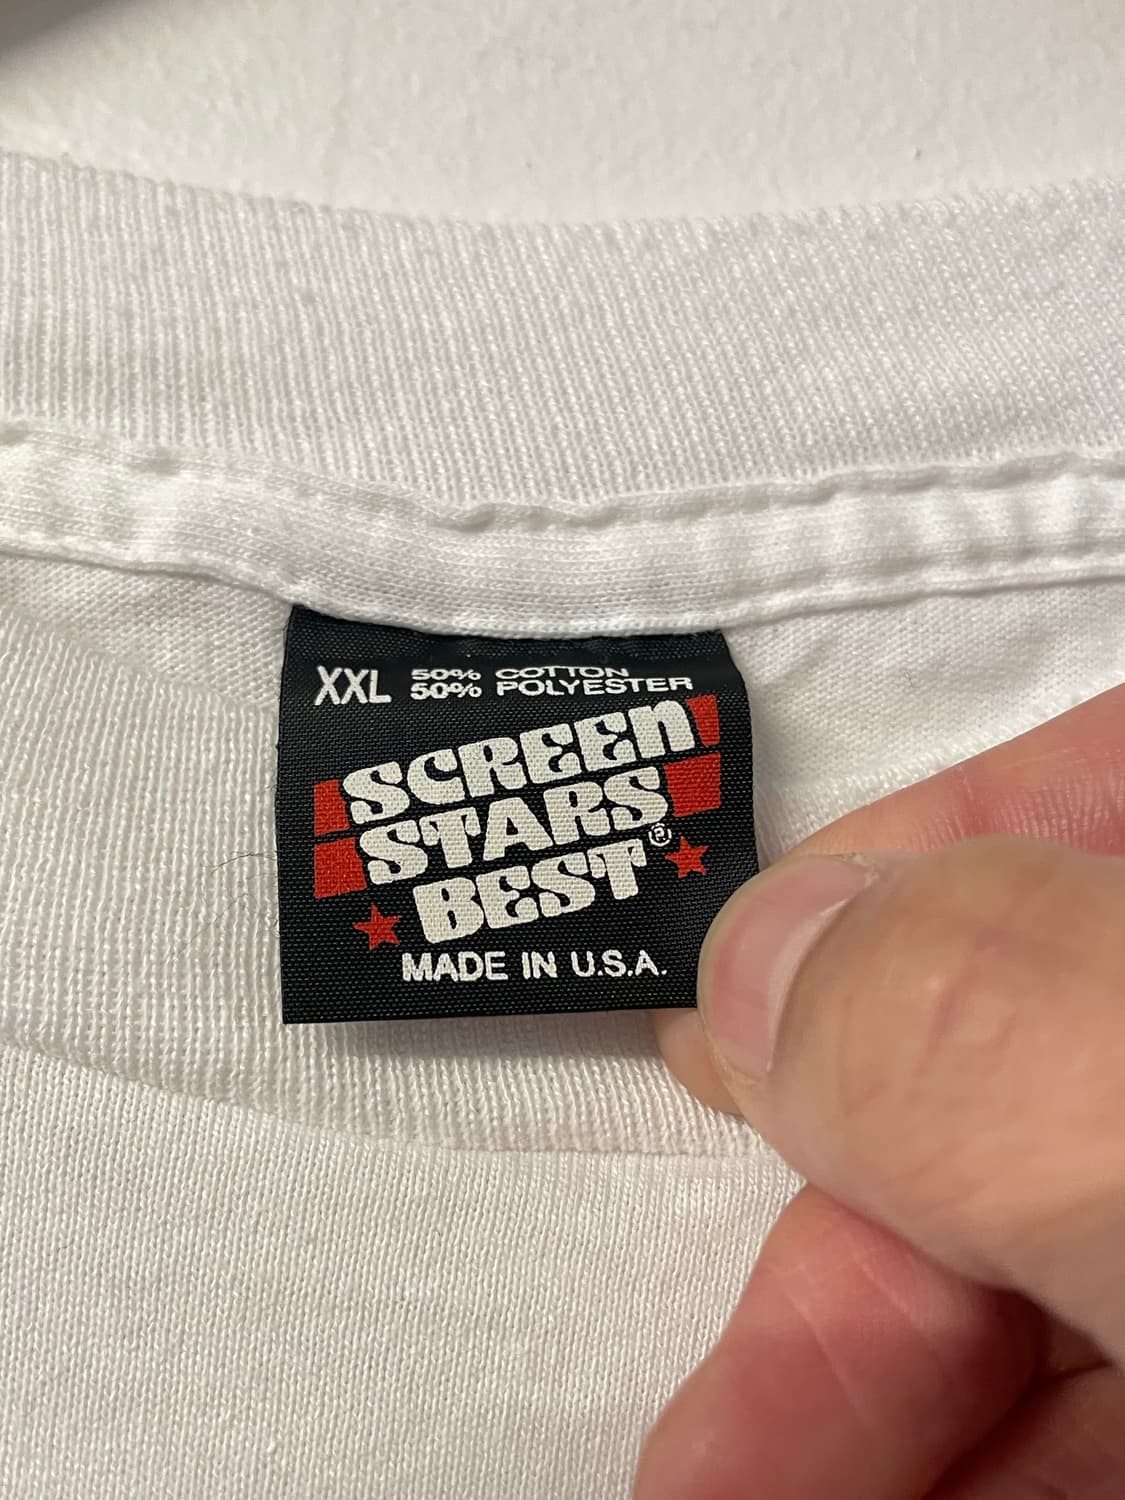 XXL 50% COTTON
50% POLYESTER
SCREEN
STARS
BEST®
MADE IN U.S.A.